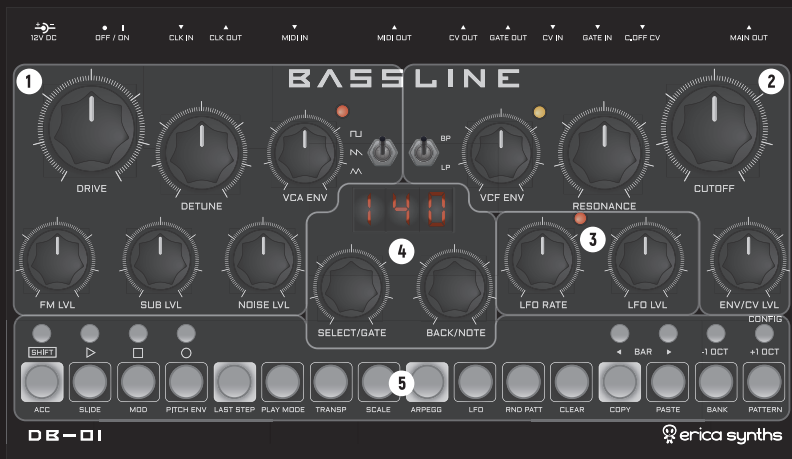 12V DC OFF / ON CLK IN CLK OUT MIDI IN MIDI OUT CV OUT GATE OUT CV IN GATE IN C.OFF CV MAIN OUT
BASSLINE
1
2
DRIVE
DETUNE
VCA ENV
BP
LP
VCF ENV
RESONANCE
CUTOFF
140
4
3
FM LVL SUB LVL NOISE LVL
SELECT/GATE BACK/NOTE
LFO RATE LFO LVL ENV/CV LVL
CONFIG
SHIFT BAR -1 OCT +1 OCT
5
ACC SLIDE MOD PITCH ENV LAST STEP PLAY MODE TRANSP SCALE ARPEGG LFO RND PATT CLEAR COPY PASTE BANK PATTERN
DB-01
erica synths